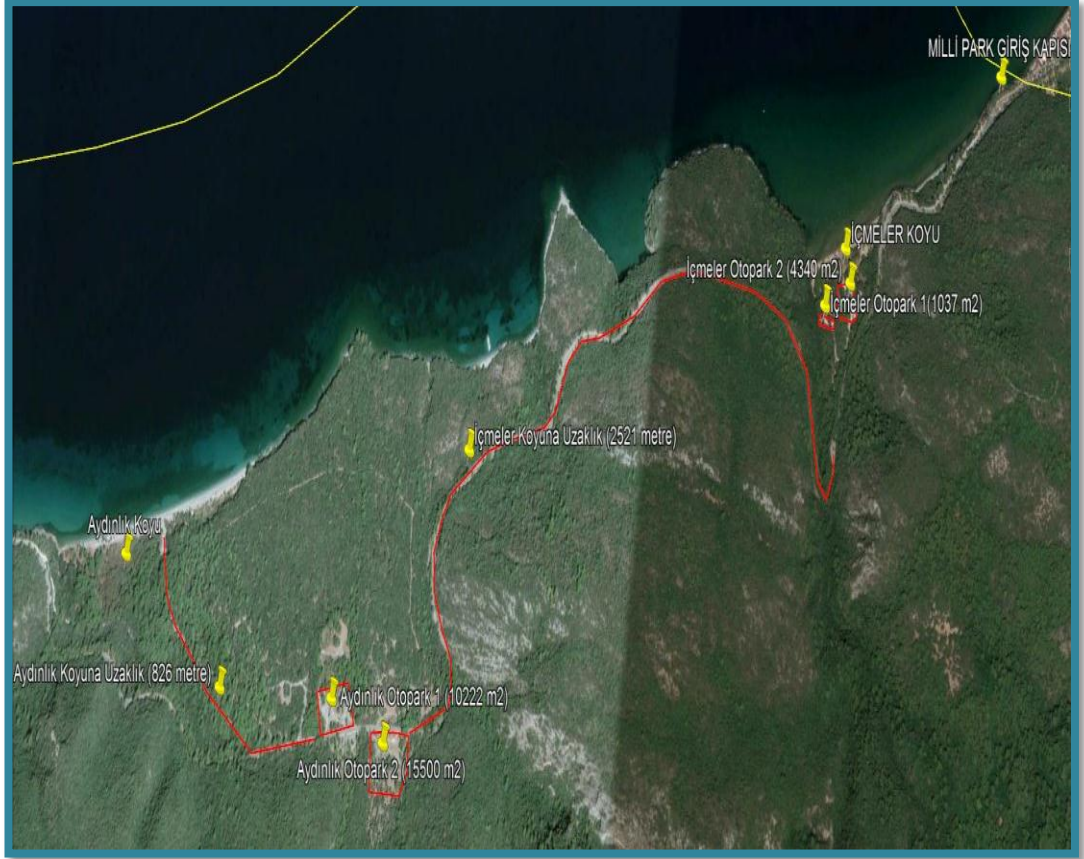 MİLLİ PARK GİRİŞ KAPISI
İÇMELER KOYU
İçmeler Otopark 2 (4340 m2)
İçmeler Otopark 1(1037 m2)
İçmeler Koyuna Uzaklık (2521 metre)
Aydınlık Koyu
Aydınlık Koyuna Uzaklık (826 metre)
Aydınlık Otopark 1 (10222 m2)
Aydınlık Otopark 2 (15500 m2)